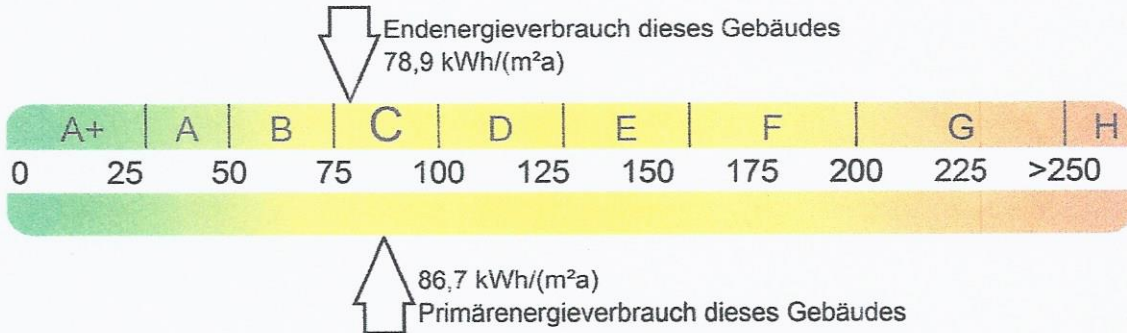 Endenergieverbrauch dieses Gebäudes
78,9 kWh/(m²a)
A+ A B C D E F G H
0 25 50 75 100 125 150 175 200 225 >250
86,7 kWh/(m²a)
Primärenergieverbrauch dieses Gebäudes